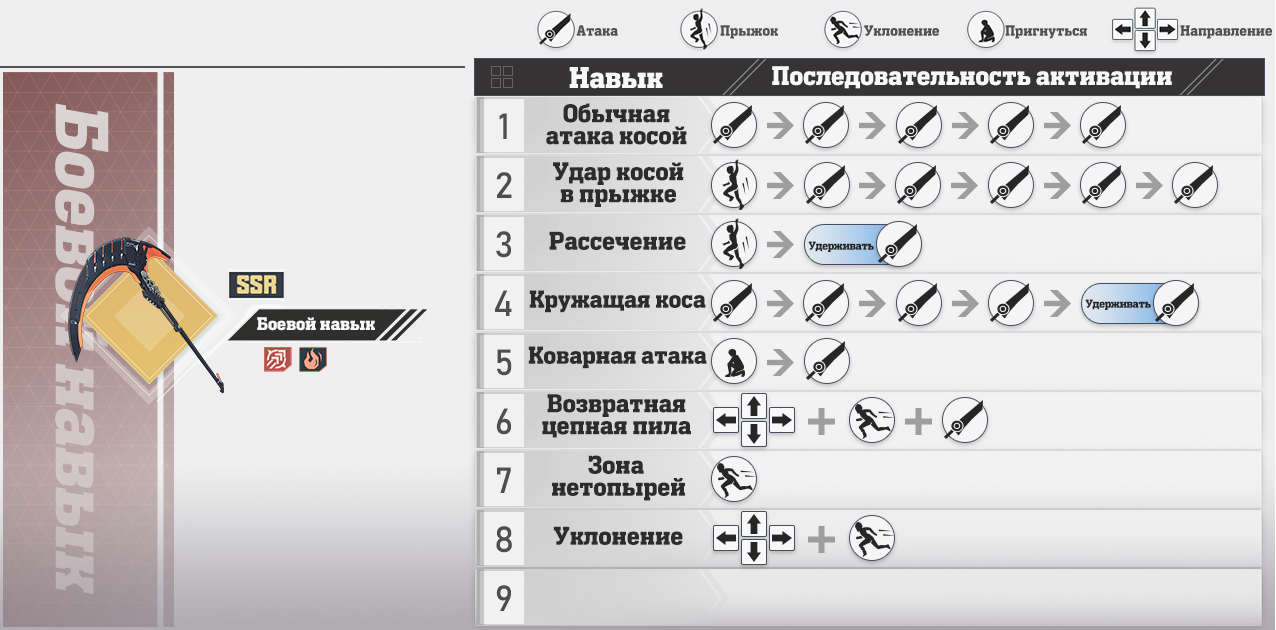 Атака
Прыжок
Уклонение
Пригнуться
Направление
Навык
Последовательность активации
Боевой навык
SSR
Боевой навык
1
Обычная
атака косой
2
Удар косой
в прыжке
3
Рассечение
Удерживать
4
Кружащая коса
Удерживать
5
Коварная атака
6
Возвратная
цепная пила
7
Зона
нетопырей
8
Уклонение
9